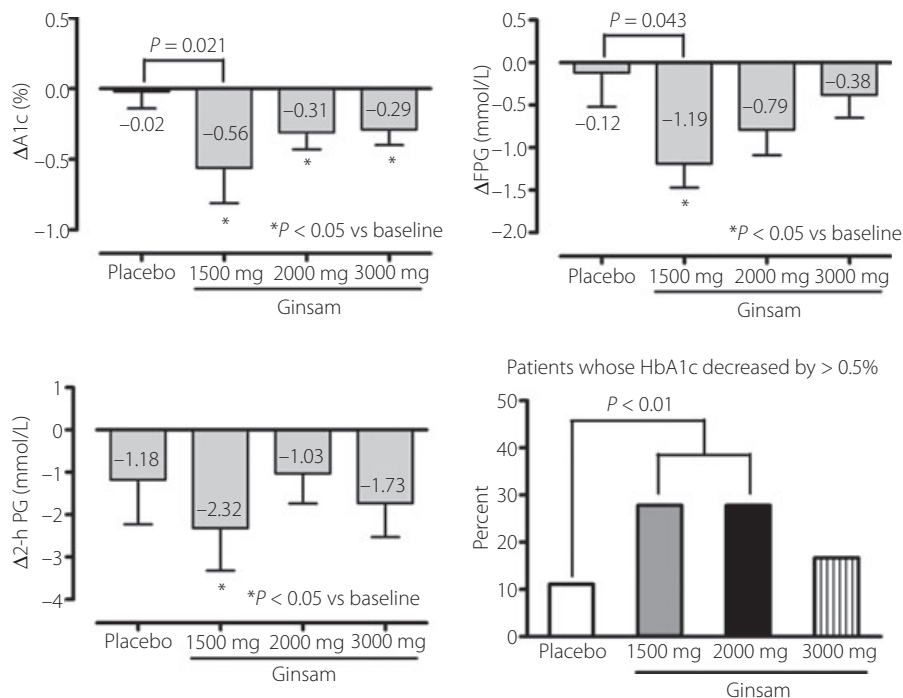 0.5
0.0
−0.5
−1.0
ΔA1c (%)
P = 0.021
−0.02
−0.56
−0.31
−0.29
*
*
*
*P < 0.05 vs baseline
Placebo
1500 mg
2000 mg
3000 mg
Ginsam
0.5
0.0
−0.5
−1.0
−1.5
−2.0
ΔFPG (mmol/L)
P = 0.043
−0.12
−1.19
−0.79
−0.38
*
*P < 0.05 vs baseline
Placebo
1500 mg
2000 mg
3000 mg
Ginsam
1
0
−1
−2
−3
−4
Δ2-h PG (mmol/L)
−1.18
−2.32
−1.03
−1.73
*
*P < 0.05 vs baseline
Placebo
1500 mg
2000 mg
3000 mg
Ginsam
Patients whose HbA1c decreased by > 0.5%
50
40
30
20
10
0
Percent
P < 0.01
Placebo
1500 mg
2000 mg
3000 mg
Ginsam